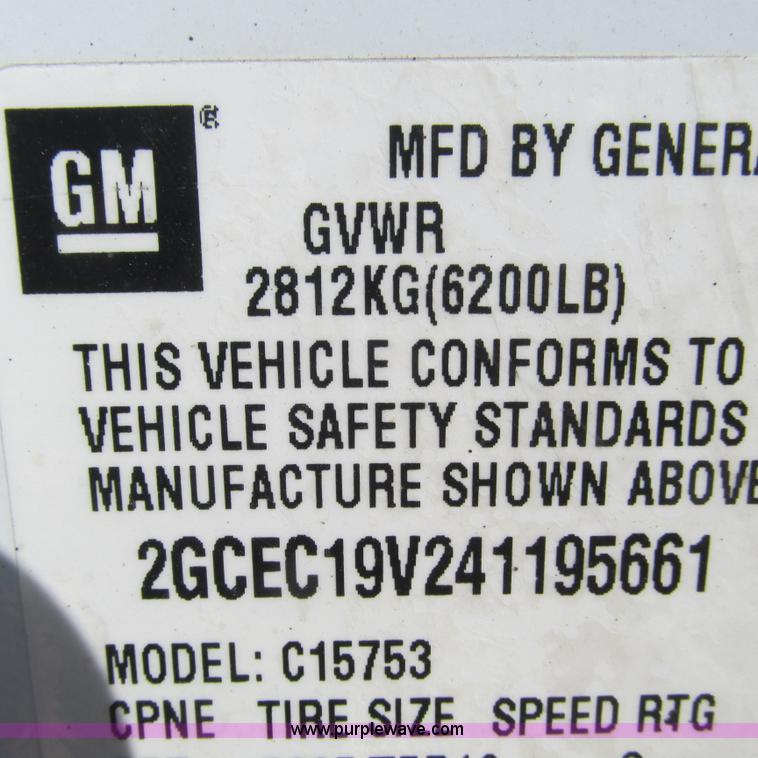 GM®
MFD BY GENERA
GVWR
2812KG(6200LB)
THIS VEHICLE CONFORMS TO
VEHICLE SAFETY STANDARDS
MANUFACTURE SHOWN ABOVE
2GCEC19V241195661
MODEL: C15753
CPNE TIRE SIZE SPEED RTG
www.purplewave.com